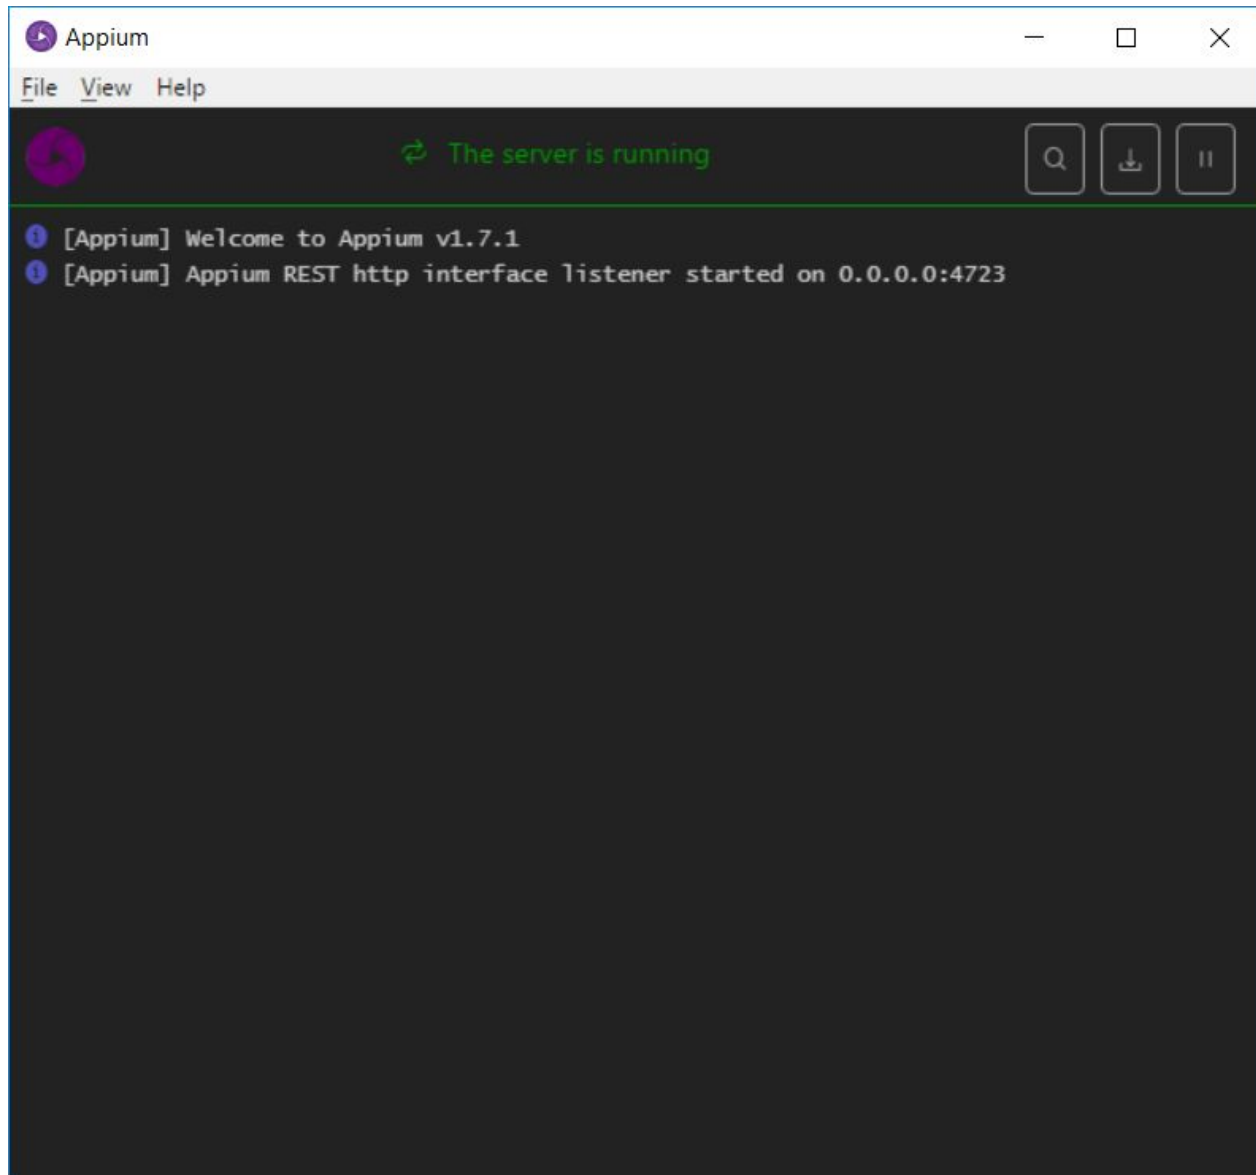 Appium
File View Help
The server is running
[Appium] Welcome to Appium v1.7.1
[Appium] Appium REST http interface listener started on 0.0.0.0:4723